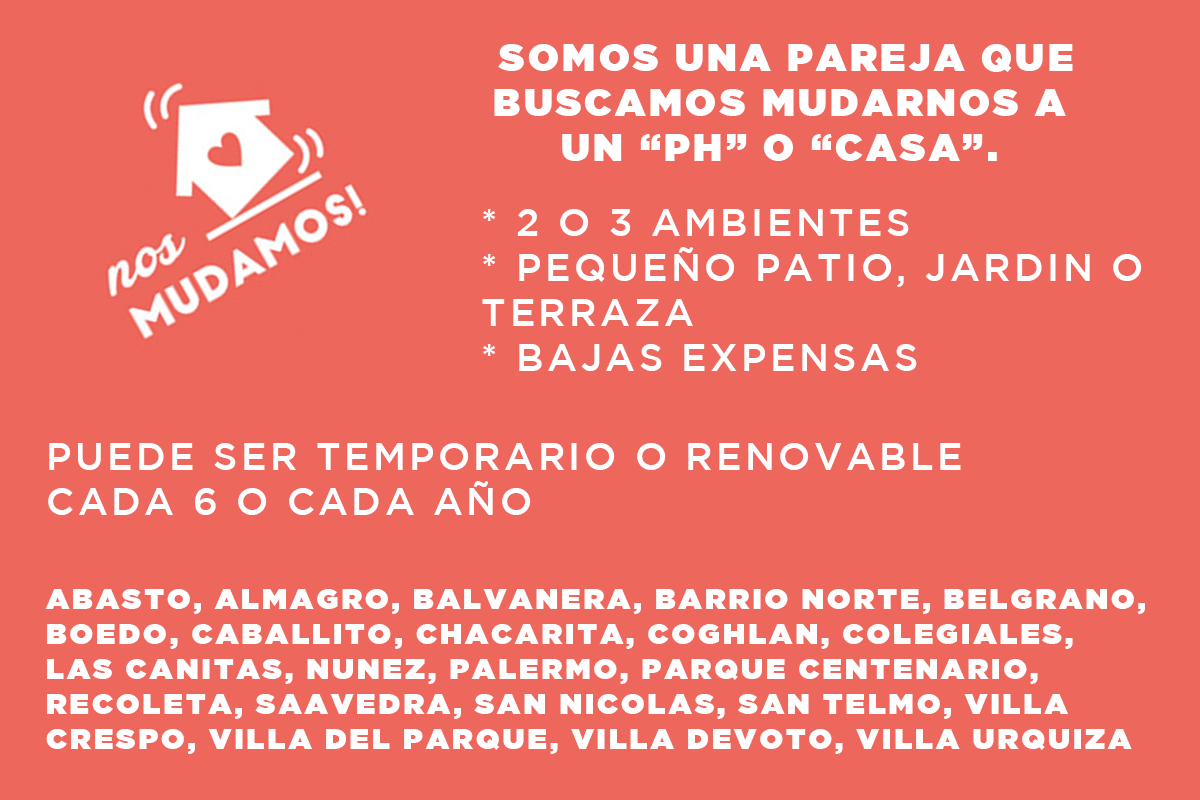 nos
MUDAMOS!
SOMOS UNA PAREJA QUE
BUSCAMOS MUDARNOS A
UN “PH” O “CASA”.
* 2 O 3 AMBIENTES
* PEQUEÑO PATIO, JARDIN O
TERRAZA
* BAJAS EXPENSAS
PUEDE SER TEMPORARIO O RENOVABLE
CADA 6 O CADA AÑO
ABASTO, ALMAGRO, BALVANERA, BARRIO NORTE, BELGRANO,
BOEDO, CABALLITO, CHACARITA, COGHLAN, COLEGIALES,
LAS CANITAS, NUNEZ, PALERMO, PARQUE CENTENARIO,
RECOLETA, SAAVEDRA, SAN NICOLAS, SAN TELMO, VILLA
CRESPO, VILLA DEL PARQUE, VILLA DEVOTO, VILLA URQUIZA